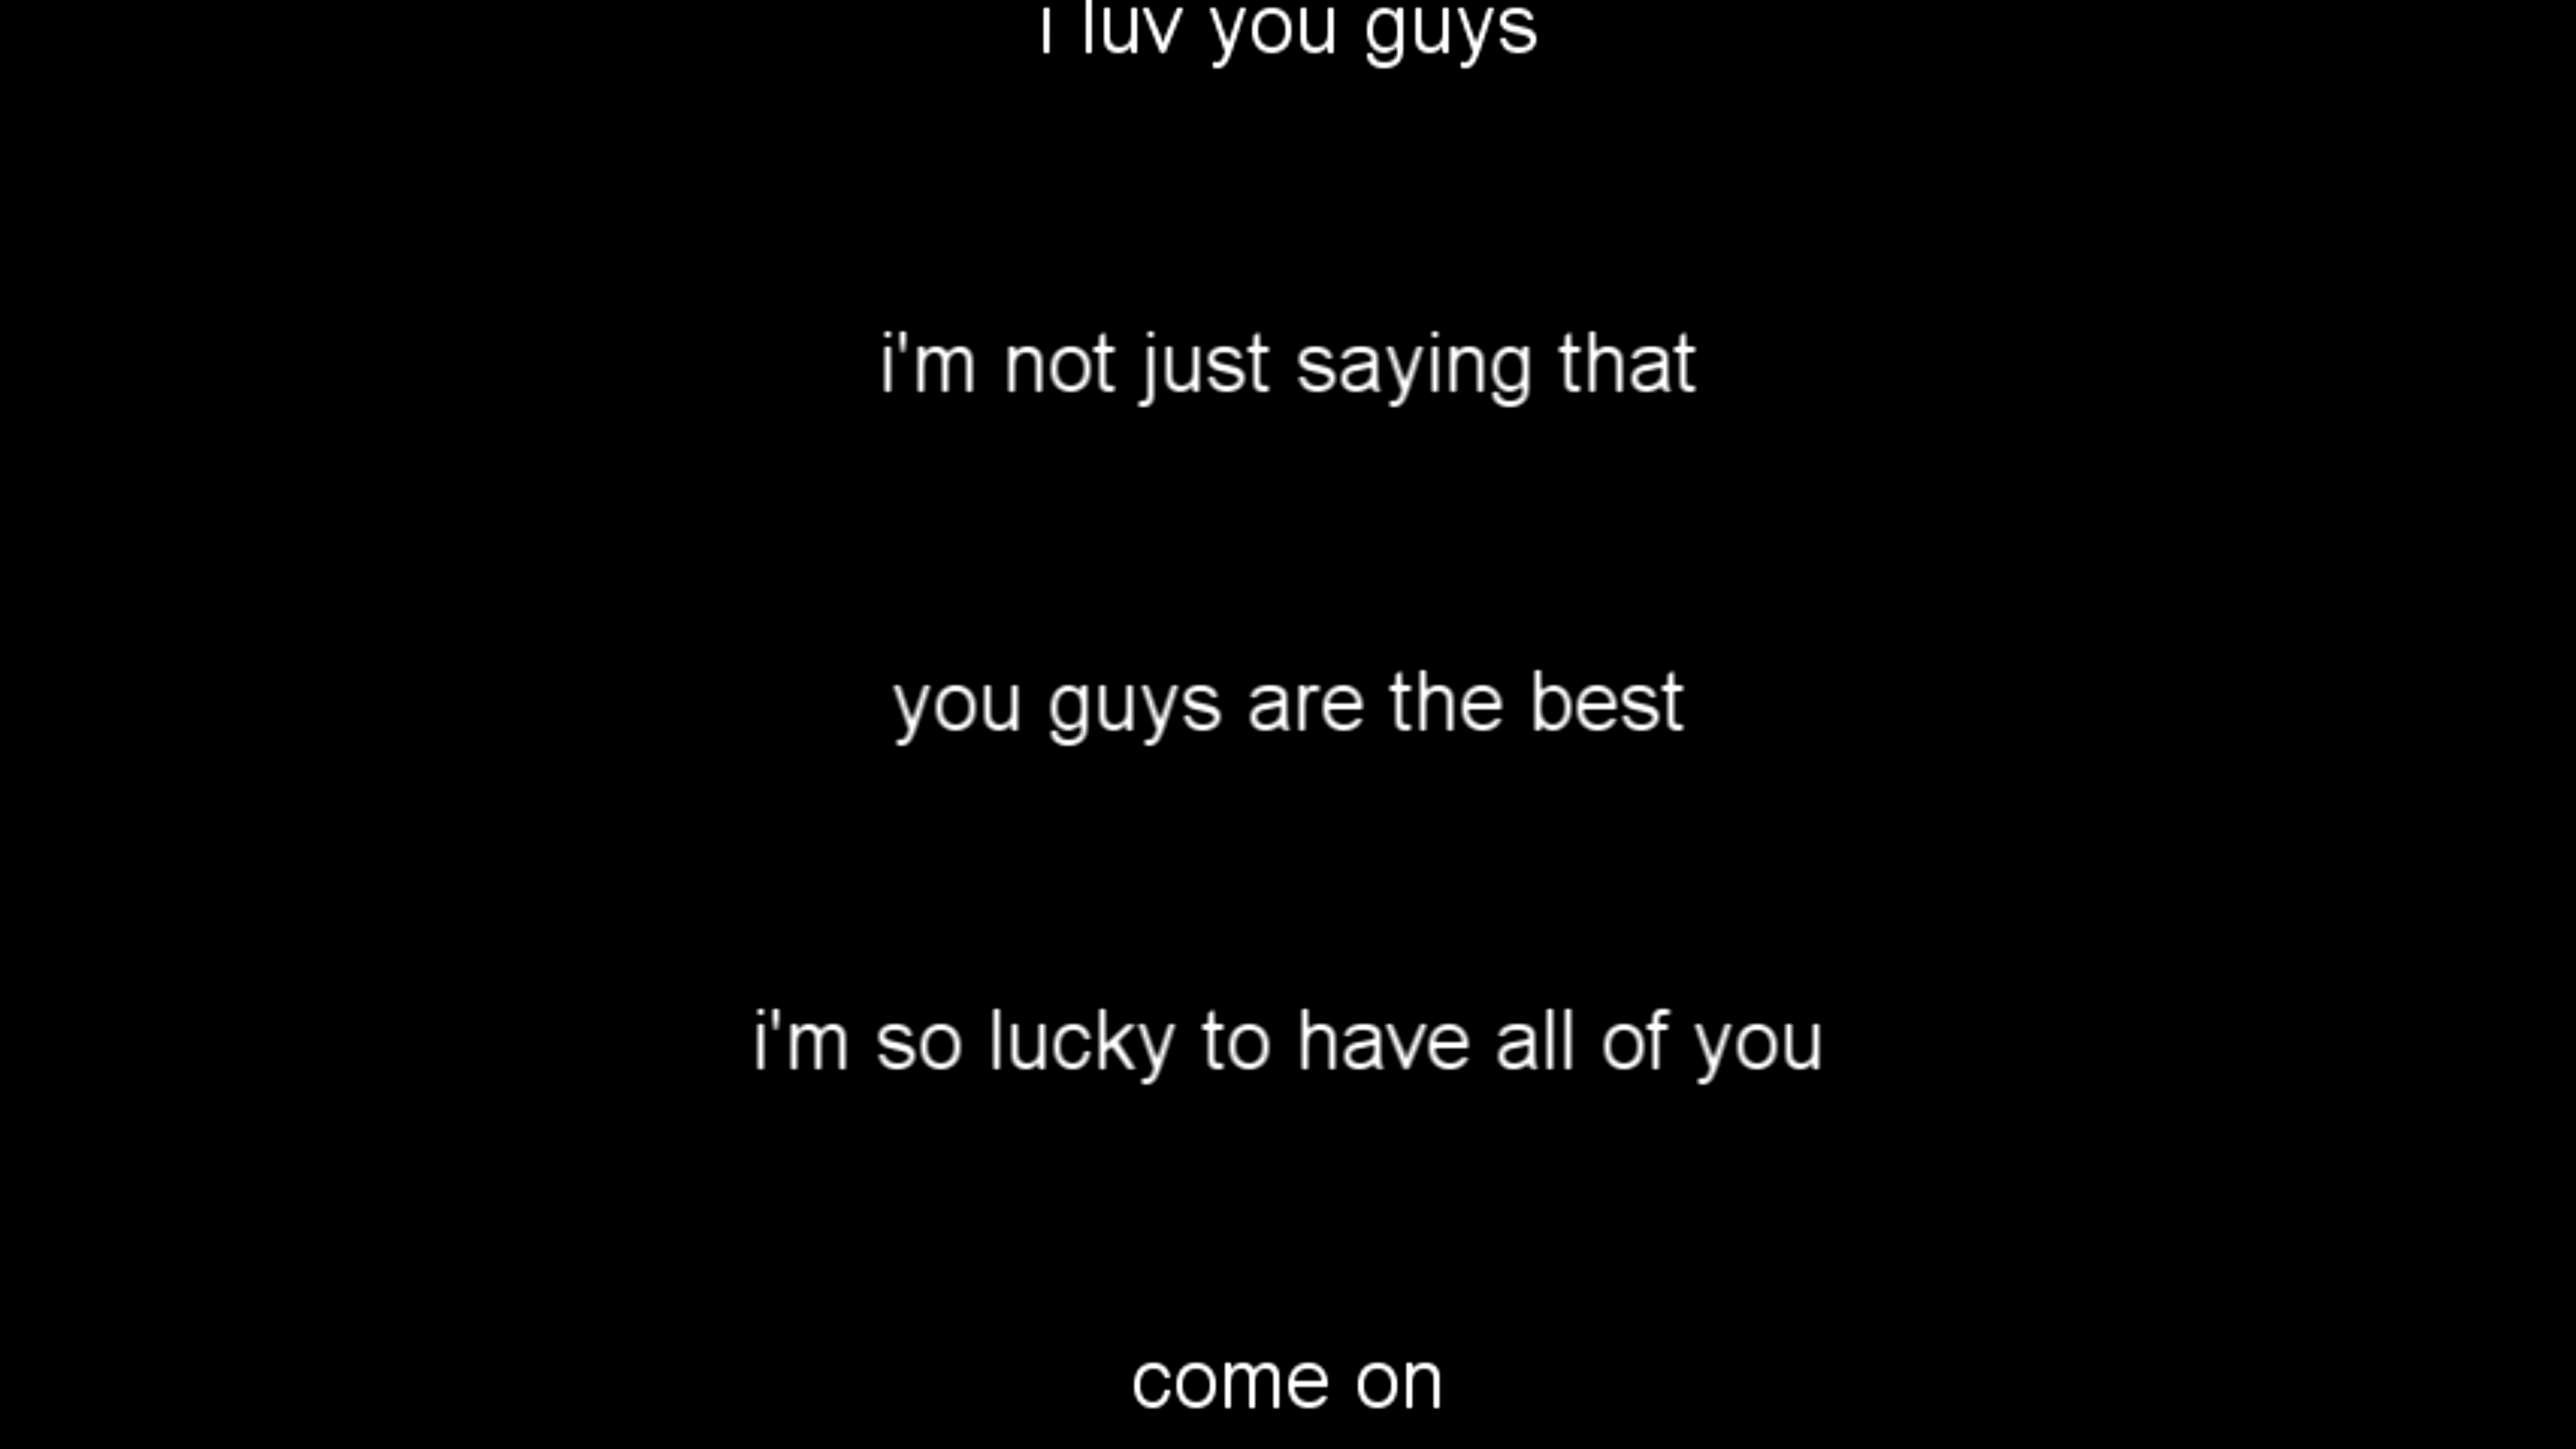 i luv you guys
i'm not just saying that
you guys are the best
i'm so lucky to have all of you
come on